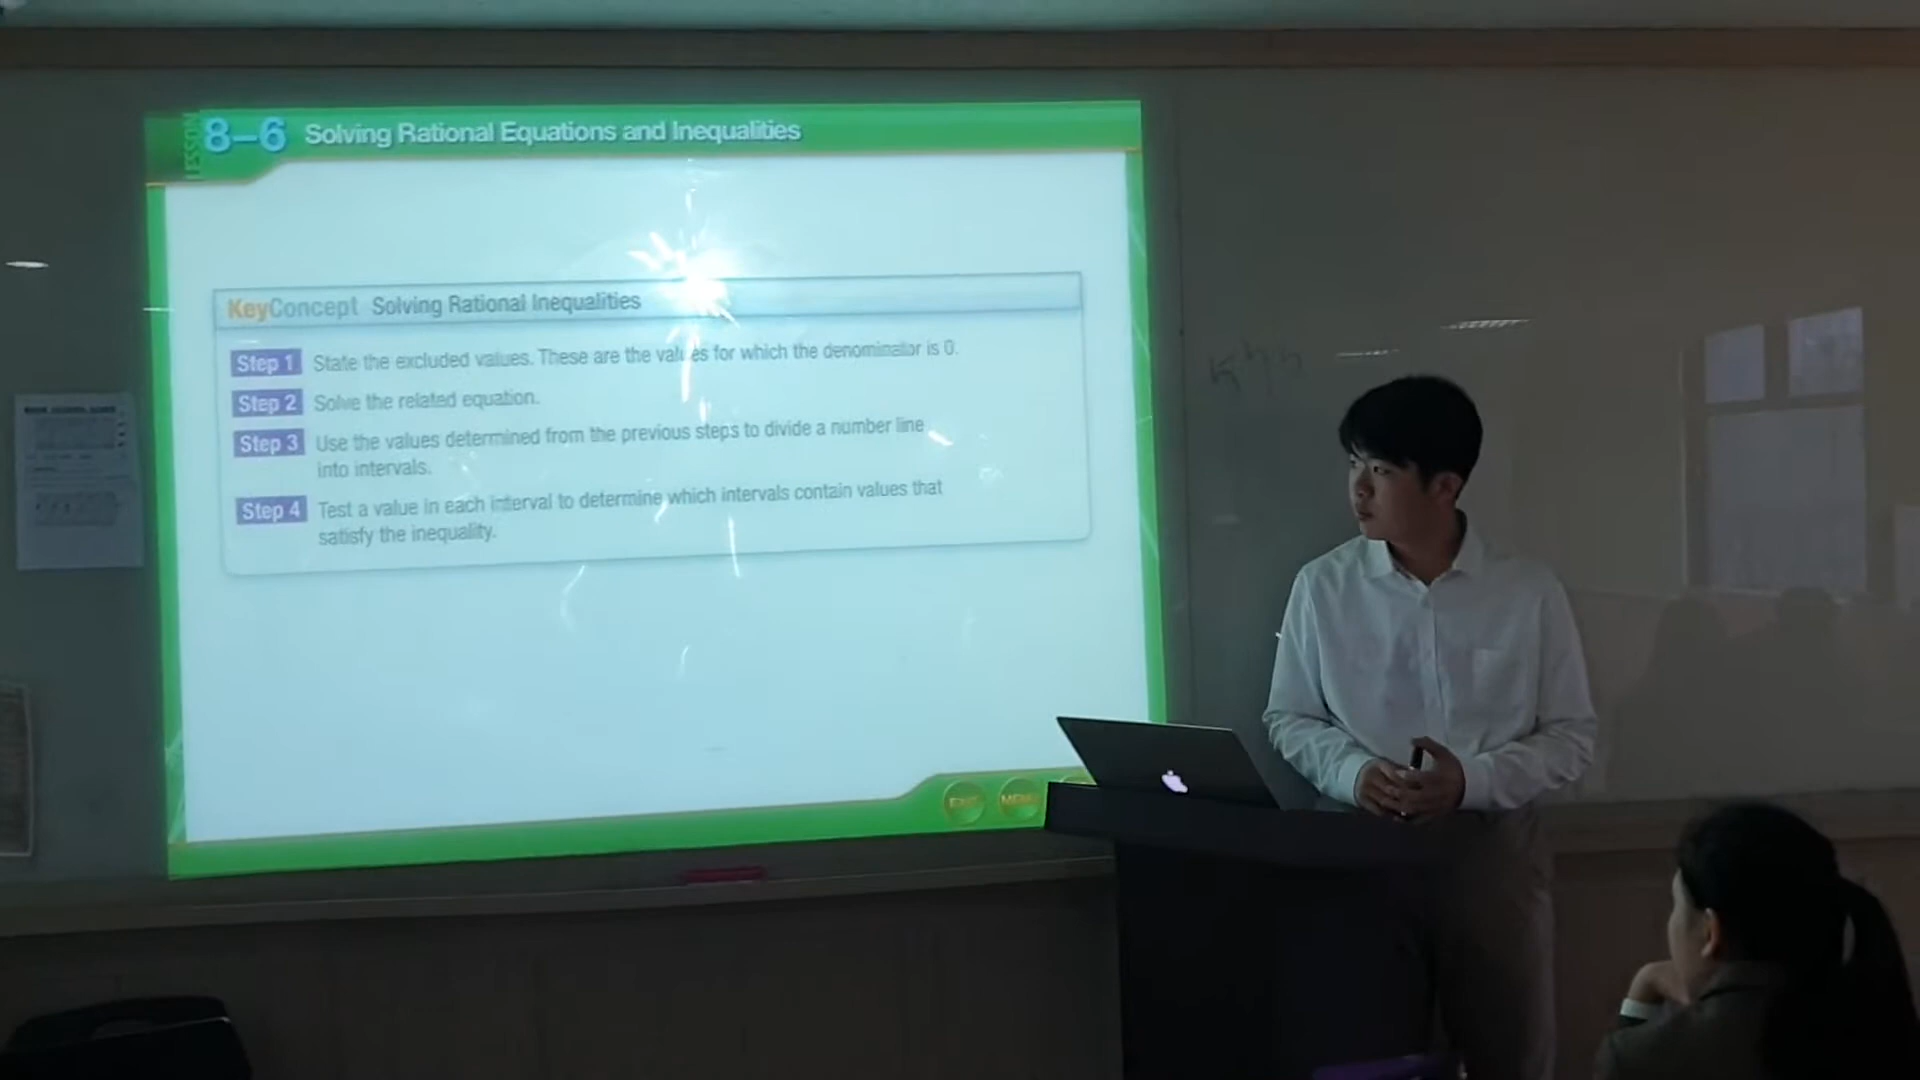 LESSON
8–6 Solving Rational Equations and Inequalities
KeyConcept Solving Rational Inequalities
Step 1 State the excluded values. These are the values for which the denominator is 0.
Step 2 Solve the related equation.
Step 3 Use the values determined from the previous steps to divide a number line
into intervals.
Step 4 Test a value in each interval to determine which intervals contain values that
satisfy the inequality.
EXIT MENU